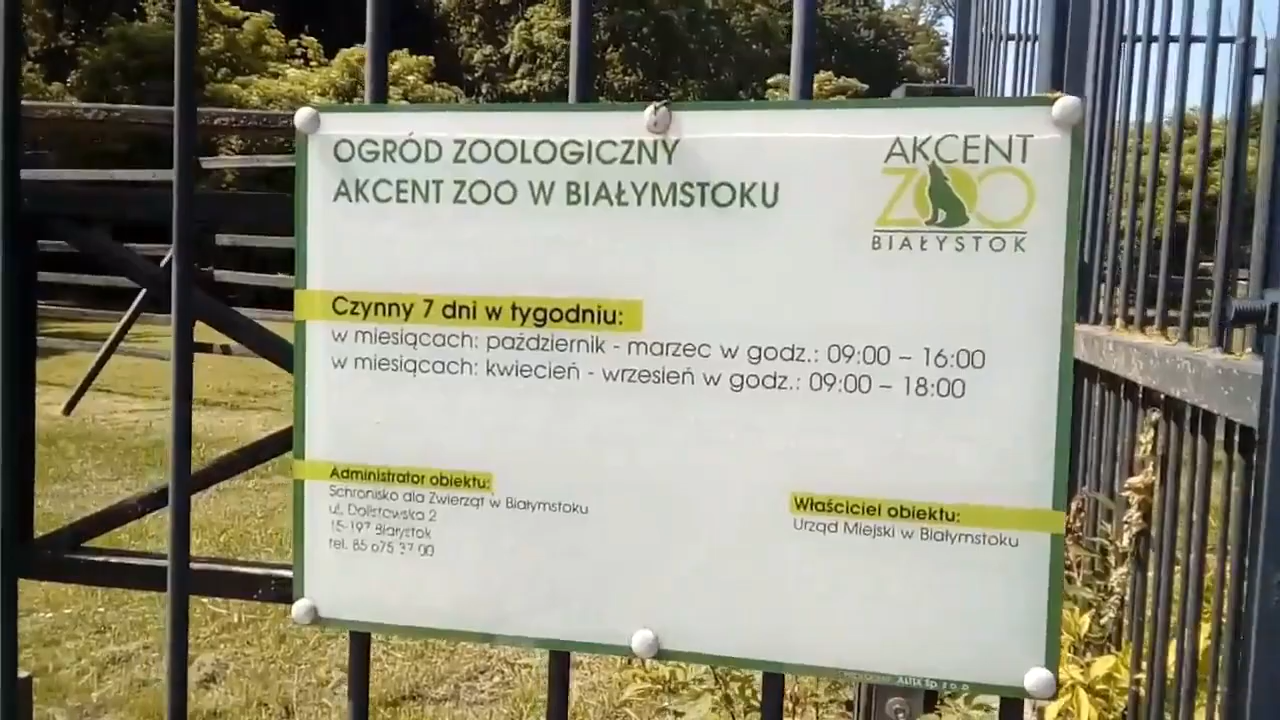 OGRÓD ZOOLOGICZNY
AKCENT ZOO W BIAŁYMSTOKU
AKCENT
ZOO
BIAŁYSTOK
Czynny 7 dni w tygodniu:
w miesiącach: październik - marzec w godz.: 09:00 – 16:00
w miesiącach: kwiecień - wrzesień w godz.: 09:00 – 18:00
Administrator obiektu:
Schronisko dla Zwierząt w Białymstoku
ul. Dolistowska 2
15-197 Białystok
tel. 85 675 37 00
Właściciel obiektu:
Urząd Miejski w Białymstoku